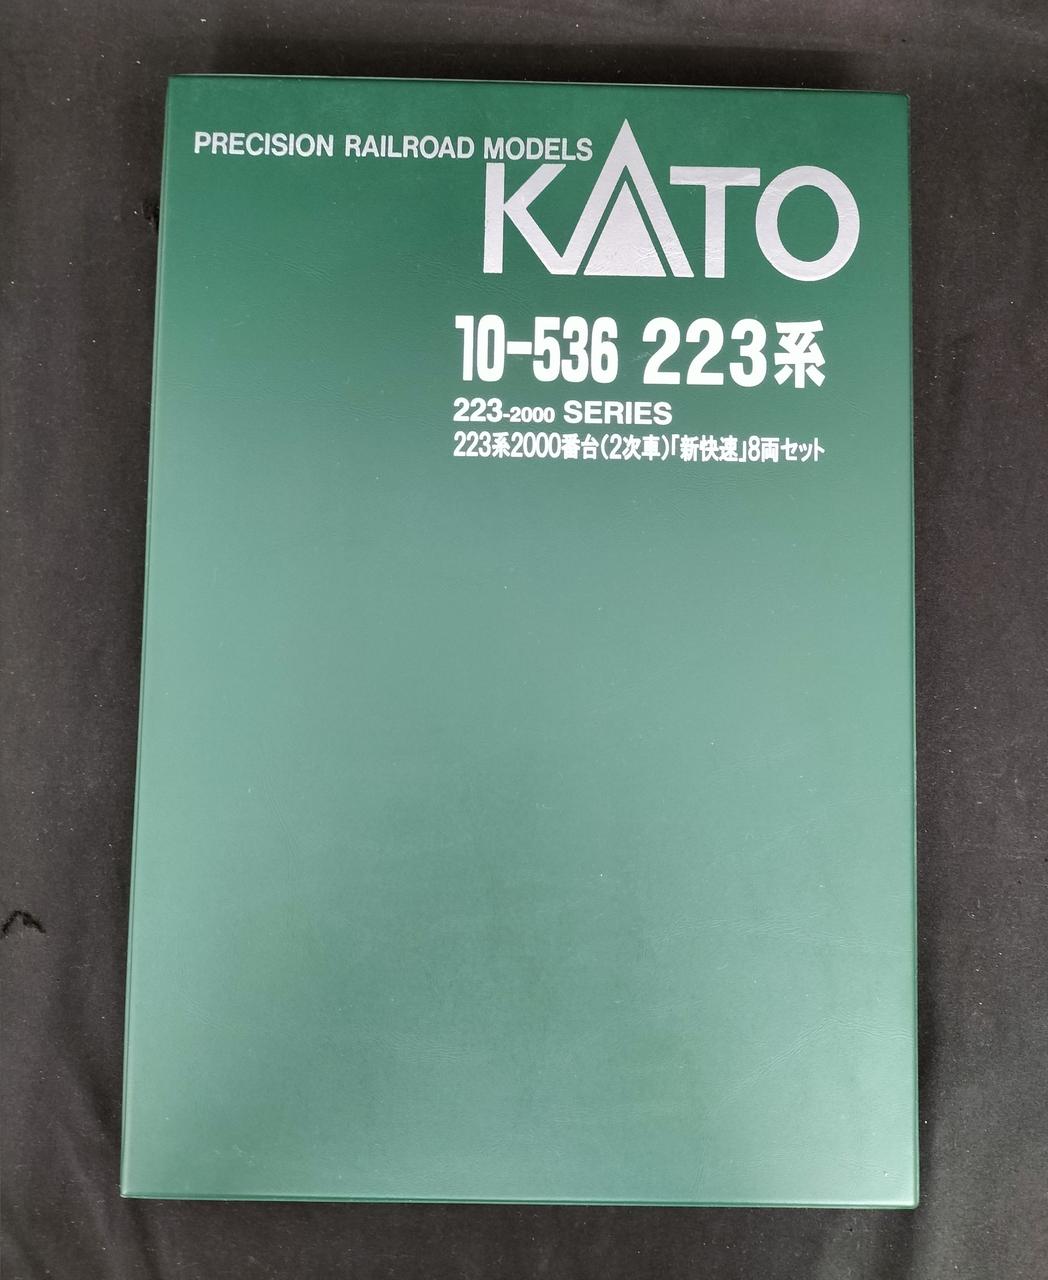 PRECISION RAILROAD MODELS
KATO
10-536 223系
223-2000 SERIES
223系2000番台(2次車)「新快速」8両セット